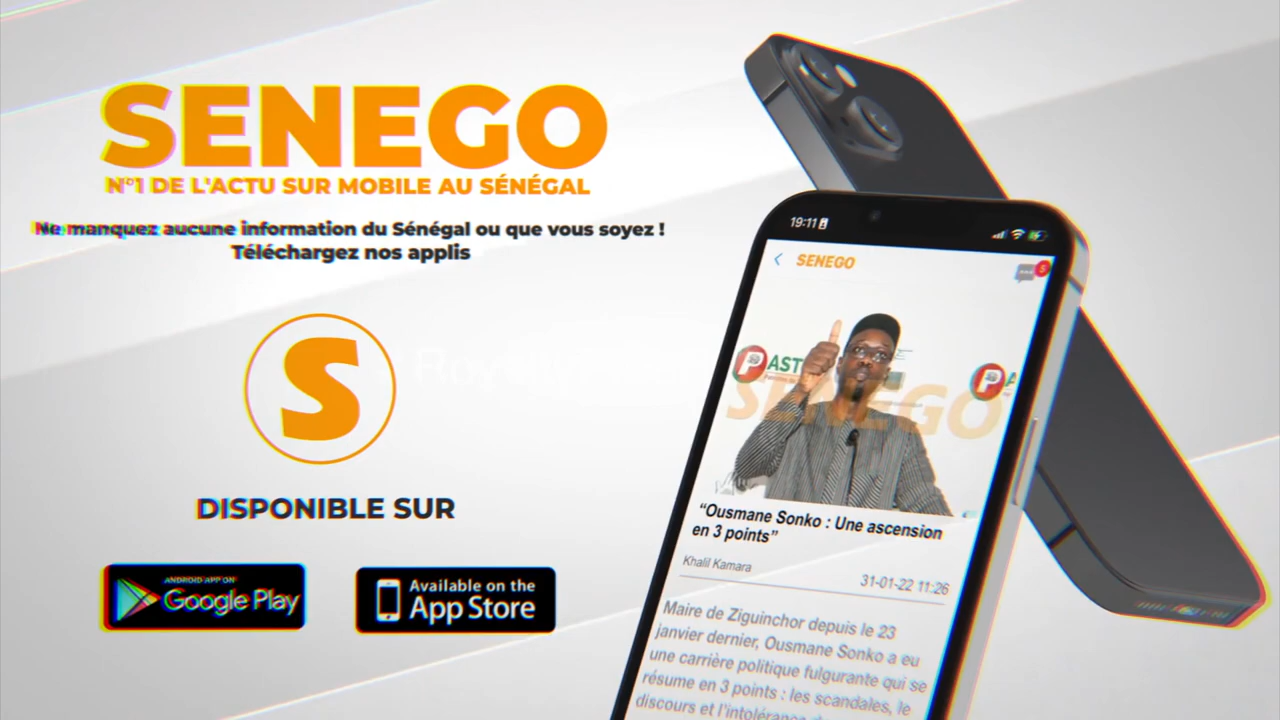 SENEGO
N°1 DE L'ACTU SUR MOBILE AU SÉNÉGAL
Ne manquez aucune information du Sénégal ou que vous soyez !
Téléchargez nos applis
S
DISPONIBLE SUR
ANDROID APP ON
Google Play
Available on the
App Store
19:11
SENEGO
5
P AST
P
SENEGO
“Ousmane Sonko : Une ascension
en 3 points”
Khalil Kamara
31-01-22 11:26
Maire de Ziguinchor depuis le 23
janvier dernier, Ousmane Sonko a eu
une carrière politique fulgurante qui se
résume en 3 points : les scandales, le
discours et l'intolérance